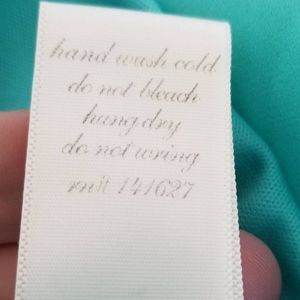 hand wash cold
do not bleach
hang dry
do not wring
rn# 141627